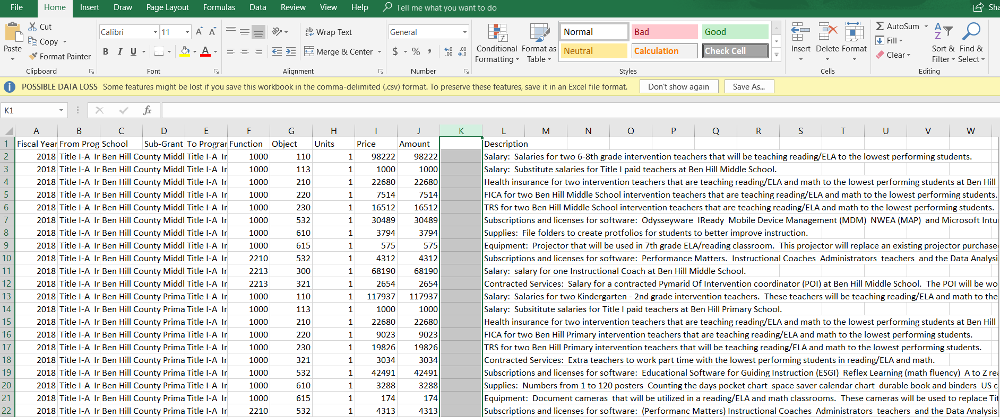 File Home Insert Draw Page Layout Formulas Data Review View Help Tell me what you want to do Sha
Paste Cut Copy Format Painter Clipboard
Calibri 11 A A B I U A Font
ab Wrap Text Merge & Center Alignment
General $ % , .00 .00 Number
Conditional Formatting Format as Table Normal Bad Good Neutral Calculation Check Cell Styles
Insert Delete Format Cells
AutoSum Fill Clear Sort & Filter Find & Select Editing
POSSIBLE DATA LOSS Some features might be lost if you save this workbook in the comma-delimited (.csv) format. To preserve these features, save it in an Excel file format. Don't show again Save As...
K1 fx
A B C D E F G H I J K L M N O P Q R S T U V W
1 Fiscal Year From Prog School Sub-Grant To Program Function Object Units Price Amount Description
2 2018 Title I-A Ir Ben Hill County Middl Title I-A Ir 1000 110 1 98222 98222 Salary: Salaries for two 6-8th grade intervention teachers that will be teaching reading/ELA to the lowest performing students.
3 2018 Title I-A Ir Ben Hill County Middl Title I-A Ir 1000 113 1 1000 1000 Salary: Substitute salaries for Title I paid teachers at Ben Hill Middle School.
4 2018 Title I-A Ir Ben Hill County Middl Title I-A Ir 1000 210 1 22680 22680 Health insurance for two intervention teachers that are teaching reading/ELA and math to the lowest performing students at Ben Hill
5 2018 Title I-A Ir Ben Hill County Middl Title I-A Ir 1000 220 1 7514 7514 FICA for two Ben Hill Middle School intervention teachers that are teaching reading/ELA and math to the lowest performing students.
6 2018 Title I-A Ir Ben Hill County Middl Title I-A Ir 1000 230 1 16512 16512 TRS for two Ben Hill Middle School intervention teachers that are teaching reading/ELA and math to the lowest performing students.
7 2018 Title I-A Ir Ben Hill County Middl Title I-A Ir 1000 532 1 30489 30489 Subscriptions and licenses for software: Odysseyware IReady Mobile Device Management (MDM) NWEA (MAP) and Microsoft Intu
8 2018 Title I-A Ir Ben Hill County Middl Title I-A Ir 1000 610 1 3794 3794 Supplies: File folders to create protfolios for students to better improve instruction.
9 2018 Title I-A Ir Ben Hill County Middl Title I-A Ir 1000 615 1 575 575 Equipment: Projector that will be used in 7th grade ELA/reading classroom. This projector will replace an existing projector purchase
10 2018 Title I-A Ir Ben Hill County Middl Title I-A Ir 2210 532 1 4312 4312 Subscriptions and licenses for software: Performance Matters. Instructional Coaches Administrators teachers and the Data Analysi
11 2018 Title I-A Ir Ben Hill County Middl Title I-A Ir 2213 300 1 68190 68190 Salary: salary for one Instructional Coach at Ben Hill Middle School.
12 2018 Title I-A Ir Ben Hill County Middl Title I-A Ir 2213 321 1 2654 2654 Contracted Services: Salary for a contracted Pymarid Of Intervention coordinator (POI) at Ben Hill Middle School. The POI will be wo
13 2018 Title I-A Ir Ben Hill County Prima Title I-A Ir 1000 110 1 117937 117937 Salary: Salaries for two Kindergarten - 2nd grade intervention teachers. These teachers will be teaching reading/ELA and math to the
14 2018 Title I-A Ir Ben Hill County Prima Title I-A Ir 1000 113 1 1000 1000 Salary: Subsititute salaries for Title I paid teachers at Ben Hill Primary School.
15 2018 Title I-A Ir Ben Hill County Prima Title I-A Ir 1000 210 1 22680 22680 Health insurance for two intervention teachers that are teaching reading/ELA and math to the lowest performing students at Ben Hill
16 2018 Title I-A Ir Ben Hill County Prima Title I-A Ir 1000 220 1 9023 9023 FICA for two Ben Hill Primary intervention teachers that are teaching reading/ELA and math to the lowest performing students.
17 2018 Title I-A Ir Ben Hill County Prima Title I-A Ir 1000 230 1 19826 19826 TRS for two Ben Hill Primary intervention teachers that will be teaching reading/ELA and math to the lowest performing students.
18 2018 Title I-A Ir Ben Hill County Prima Title I-A Ir 1000 321 1 3034 3034 Contracted Services: Extra teachers to work part time with the lowest performing students in reading/ELA and math.
19 2018 Title I-A Ir Ben Hill County Prima Title I-A Ir 1000 532 1 42491 42491 Subscriptions and licenses for software: Educational Software for Guiding Instruction (ESGI) Reflex Learning (math fluency) A to Z rea
20 2018 Title I-A Ir Ben Hill County Prima Title I-A Ir 1000 610 1 3288 3288 Supplies: Numbers from 1 to 120 posters Counting the days pocket chart space saver calendar chart durable book and binders US c
21 2018 Title I-A Ir Ben Hill County Prima Title I-A Ir 1000 615 1 174 174 Equipment: Document cameras that will be utilized in a reading/ELA and math classrooms. These cameras will be used to replace Tit
22 2018 Title I-A Ir Ben Hill County Prima Title I-A Ir 2210 532 1 4313 4313 Subscriptions and licenses for software: (Performanc Matters) Instructional Coaches Administrators teachers and the Data Analysis